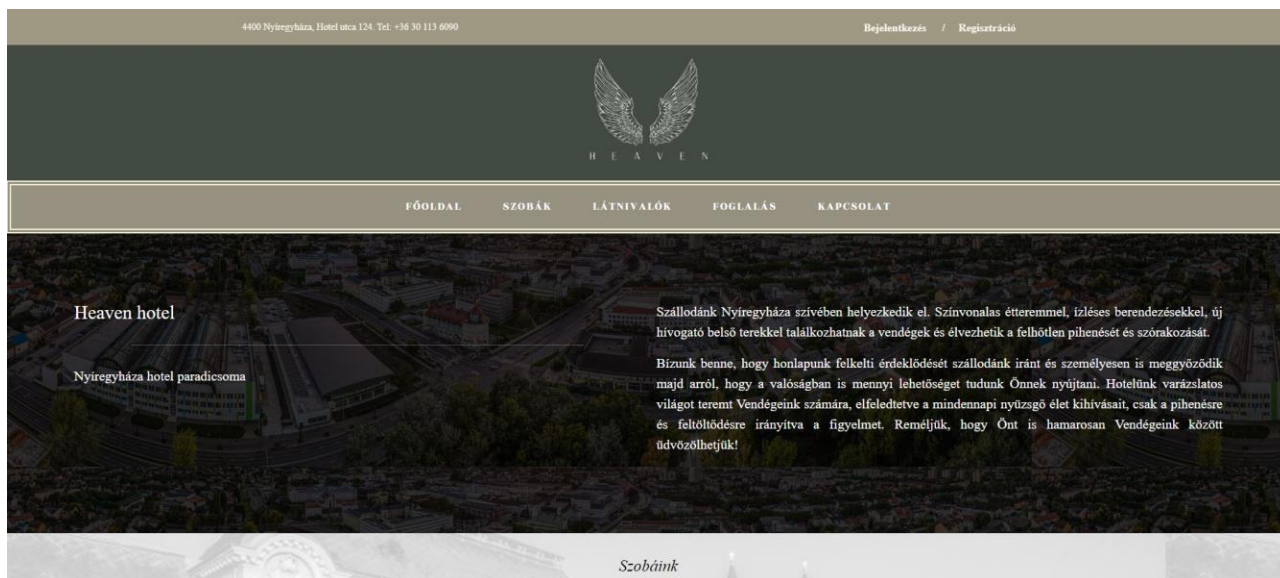 4400 Nyíregyháza, Hotel utca 124. Tel: +36 30 113 6090
Bejelentkezés / Regisztráció
HEAVEN
FŐOLDAL SZOBÁK LÁTNIVALÓK FOGLALÁS KAPCSOLAT
Heaven hotel
Nyíregyháza hotel paradicsoma
Szállodánk Nyíregyháza szívében helyezkedik el. Színvonalas étteremmel, ízléses berendezésekkel, új
hívogató belső terekkel találkozhatnak a vendégek és élvezhetik a felhőtlen pihenését és szórakozását.
Bízunk benne, hogy honlapunk felkelti érdeklődését szállodánk iránt és személyesen is meggyőződik
majd arról, hogy a valóságban is mennyi lehetőséget tudunk Önnek nyújtani. Hotelünk varázslatos
világot teremt Vendégeink számára, elfeledtetve a mindennapi nyüzsgő élet kihívásait, csak a pihenésre
és feltöltődésre irányítva a figyelmet. Reméljük, hogy Önt is hamarosan Vendégeink között
üdvözölhetjük!
Szobáink